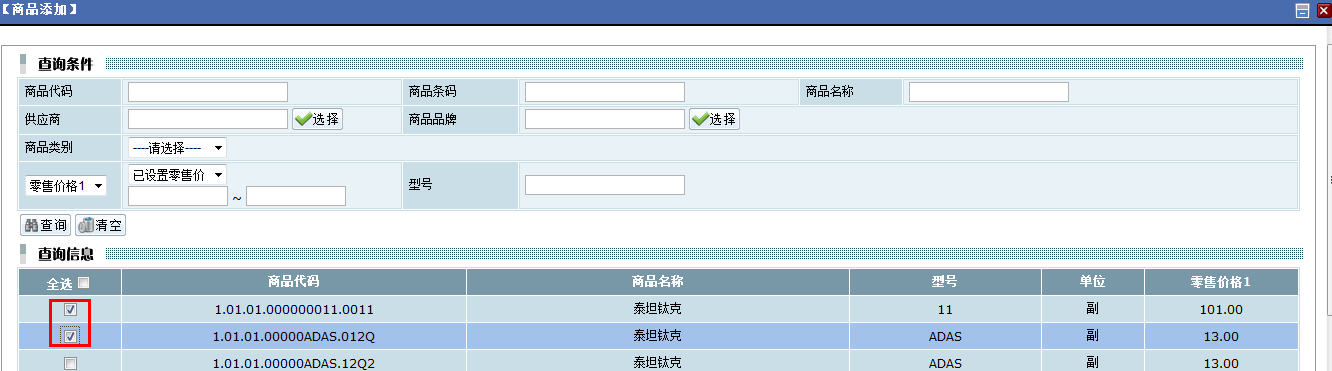 【商品添加】
查询条件
商品代码 商品条码 商品名称
供应商 选择 商品品牌 选择
商品类别 ----请选择----
零售价格1 已设置零售价 ~ 型号
查询 清空
查询信息
全选 商品代码 商品名称 型号 单位 零售价格1
1.01.01.000000011.0011 泰坦钛克 11 副 101.00
1.01.01.00000ADAS.012Q 泰坦钛克 ADAS 副 13.00
1.01.01.00000ADAS.12Q2 泰坦钛克 ADAS 副 13.00